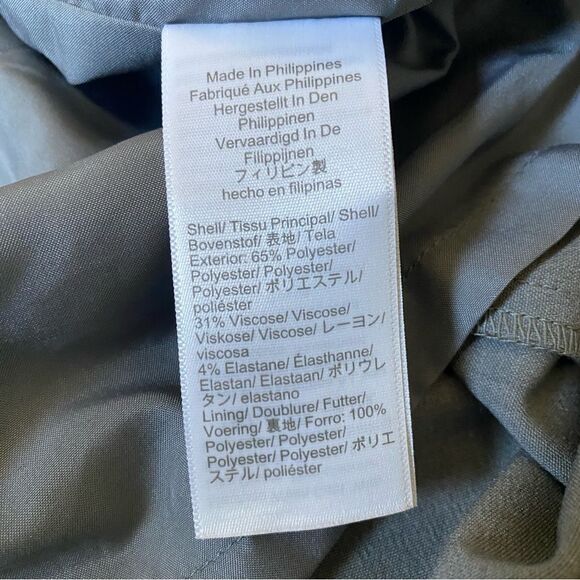 Made In Philippines
Fabriqué Aux Philippines
Hergestellt In Den
Philippinen
Vervaardigd In De
Filippijnen
フィリピン製
hecho en filipinas
Shell/ Tissu Principal/ Shell/
Bovenstof/ 表地/ Tela
Exterior: 65% Polyester/
Polyester/ Polyester/
Polyester/ ポリエステル/
poliéster
31% Viscose/ Viscose/
Viskose/ Viscose/ レーヨン/
viscosa
4% Elastane/ Élasthanne/
Elastan/ Elastaan/ ポリウレ
タン/ elastano
Lining/ Doublure/ Futter/
Voering/ 裏地/ Forro: 100%
Polyester/ Polyester/
Polyester/ Polyester/ ポリエ
ステル/ poliéster